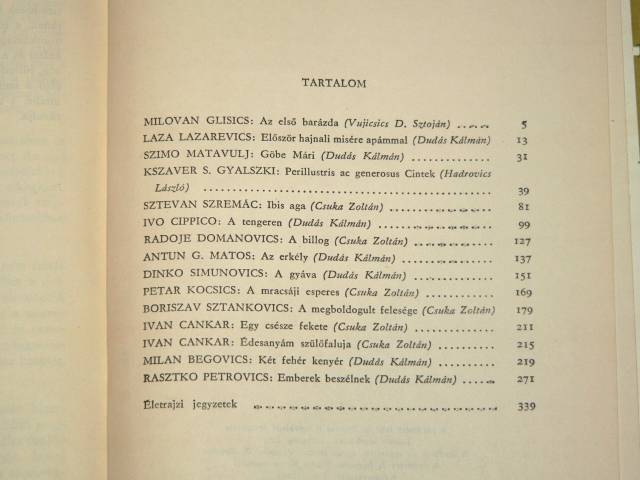 TARTALOM
MILOVAN GLISICS: Az első barázda (Vujicsics D. Sztoján) 5
LAZA LAZAREVICS: Először hajnali misére apámmal (Dudás Kálmán) 13
SZIMO MATAVULJ: Göbe Mári (Dudás Kálmán) 31
KSZAVER S. GYALSZKI: Perillustris ac generosus Cintek (Hadrovics
László) 39
SZTEVAN SZREMÁC: Ibis aga (Csuka Zoltán) 81
IVO CIPPICO: A tengeren (Dudás Kálmán) 99
RADOJE DOMANOVICS: A billog (Csuka Zoltán) 127
ANTUN G. MATOS: Az erkély (Dudás Kálmán) 137
DINKO SIMUNOVICS: A gyáva (Dudás Kálmán) 151
PETAR KOCSICS: A mracsáji esperes (Csuka Zoltán) 169
BORISZAV SZTANKOVICS: A megboldogult felesége (Csuka Zoltán) 179
IVAN CANKAR: Egy csésze fekete (Csuka Zoltán) 211
IVAN CANKAR: Édesanyám szülőfaluja (Csuka Zoltán) 215
MILAN BEGOVICS: Két fehér kenyér (Dudás Kálmán) 219
RASZTKO PETROVICS: Emberek beszélnek (Dudás Kálmán) 271
Életrajzi jegyzetek 339